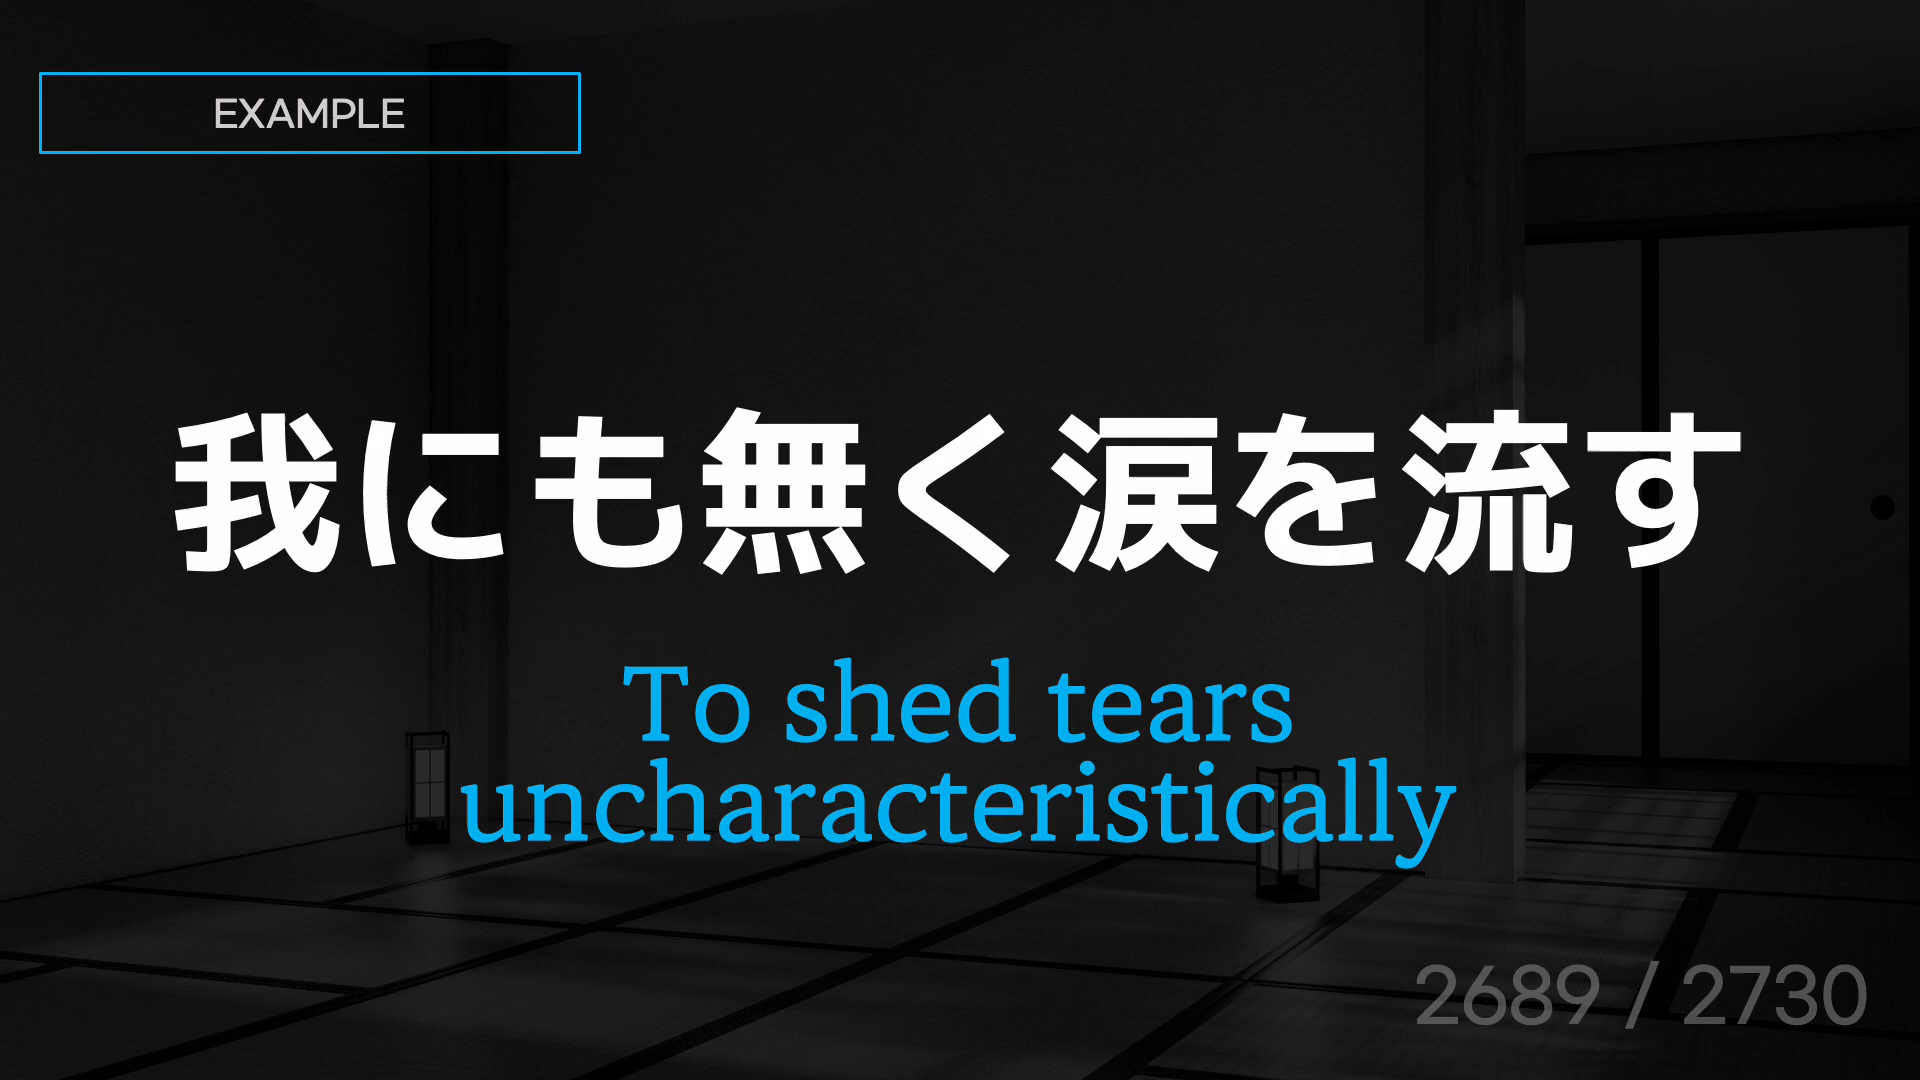 EXAMPLE
我にも無く涙を流す
To shed tears
uncharacteristically
2689 / 2730